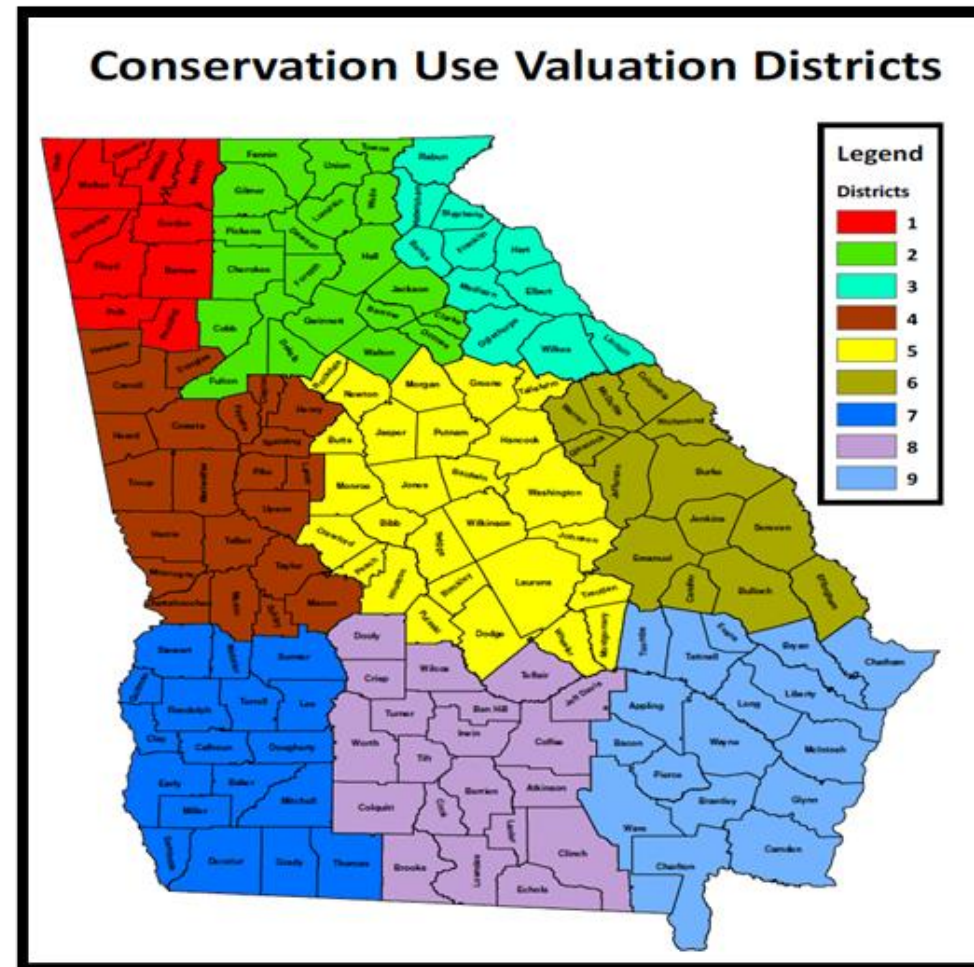 Conservation Use Valuation Districts
Legend
Districts
1
2
3
4
5
6
7
8
9
Fannin
Towns
Union
Rabun
Walker
Gilmer
Lumpkin
White
Habersham
Stephens
Gordon
Pickens
Dawson
Banks
Franklin
Hart
Floyd
Bartow
Cherokee
Forsyth
Hall
Madison
Elbert
Jackson
Polk
Cobb
Gwinnett
Barrow
Clarke
Oconee
Oglethorpe
Wilkes
Lincoln
Haralson
Douglas
Fulton
Walton
Carroll
Rockdale
Newton
Morgan
Greene
Taliaferro
Henry
Heard
Coweta
Spalding
Butts
Jasper
Putnam
Hancock
Warren
McDuffie
Columbia
Richmond
Glascock
Troup
Meriwether
Pike
Lamar
Monroe
Jones
Baldwin
Washington
Jefferson
Burke
Upson
Harris
Talbot
Crawford
Bibb
Wilkinson
Johnson
Jenkins
Screven
Taylor
Peach
Houston
Twiggs
Laurens
Emanuel
Macon
Bleckley
Treutlen
Candler
Bulloch
Effingham
Pulaski
Dodge
Wheeler
Montgomery
Stewart
Webster
Sumter
Dooly
Wilcox
Telfair
Toombs
Tattnall
Evans
Bryan
Chatham
Crisp
Jeff Davis
Randolph
Terrell
Lee
Turner
Ben Hill
Appling
Long
Liberty
Clay
Calhoun
Dougherty
Worth
Irwin
Coffee
Bacon
Wayne
McIntosh
Tift
Early
Baker
Mitchell
Pierce
Miller
Colquitt
Cook
Berrien
Atkinson
Brantley
Glynn
Ware
Decatur
Grady
Thomas
Brooks
Lowndes
Lanier
Clinch
Echols
Charlton
Camden